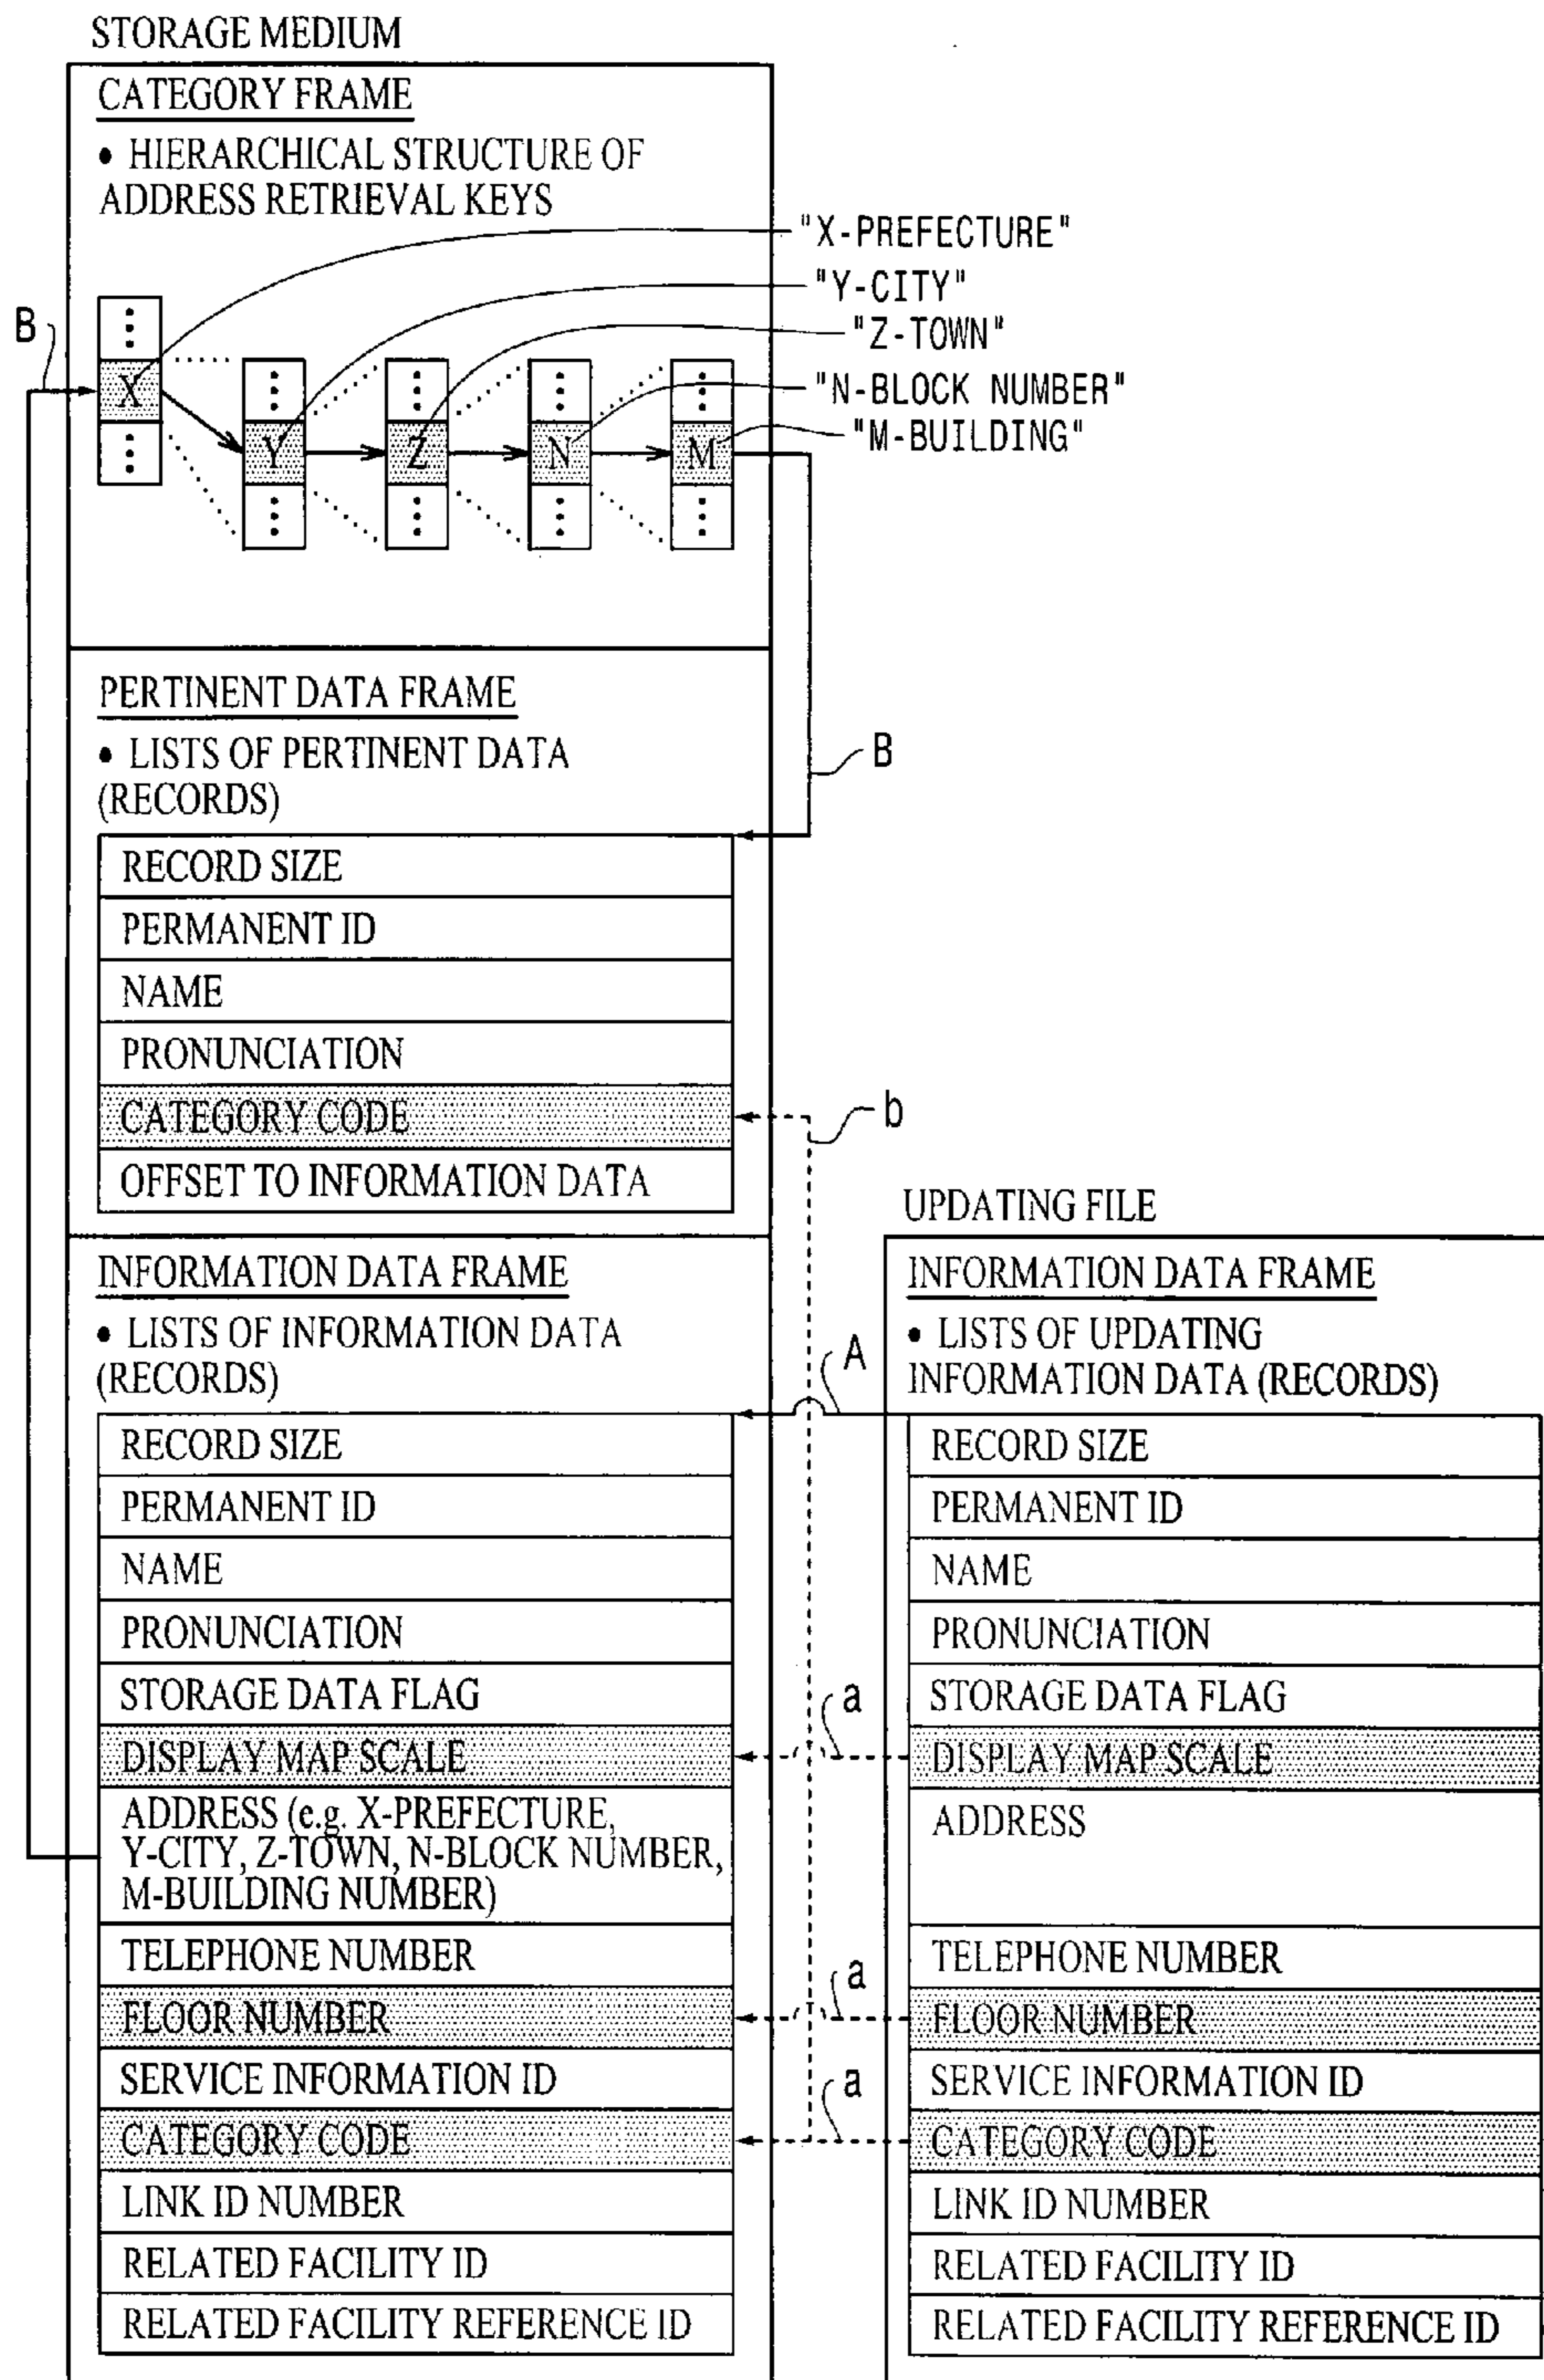 STORAGE MEDIUM
CATEGORY FRAME
• HIERARCHICAL STRUCTURE OF
ADDRESS RETRIEVAL KEYS
"X-PREFECTURE"
"Y-CITY"
"Z-TOWN"
"N-BLOCK NUMBER"
"M-BUILDING"
B
X
Y
Z
N
M
PERTINENT DATA FRAME
• LISTS OF PERTINENT DATA
(RECORDS)
B
RECORD SIZE
PERMANENT ID
NAME
PRONUNCIATION
CATEGORY CODE
b
OFFSET TO INFORMATION DATA
INFORMATION DATA FRAME
• LISTS OF INFORMATION DATA
(RECORDS)
RECORD SIZE
PERMANENT ID
NAME
PRONUNCIATION
STORAGE DATA FLAG
DISPLAY MAP SCALE
ADDRESS (e.g. X-PREFECTURE,
Y-CITY, Z-TOWN, N-BLOCK NUMBER,
M-BUILDING NUMBER)
TELEPHONE NUMBER
FLOOR NUMBER
SERVICE INFORMATION ID
CATEGORY CODE
LINK ID NUMBER
RELATED FACILITY ID
RELATED FACILITY REFERENCE ID
A
a
a
a
UPDATING FILE
INFORMATION DATA FRAME
• LISTS OF UPDATING
INFORMATION DATA (RECORDS)
RECORD SIZE
PERMANENT ID
NAME
PRONUNCIATION
STORAGE DATA FLAG
DISPLAY MAP SCALE
ADDRESS
TELEPHONE NUMBER
FLOOR NUMBER
SERVICE INFORMATION ID
CATEGORY CODE
LINK ID NUMBER
RELATED FACILITY ID
RELATED FACILITY REFERENCE ID